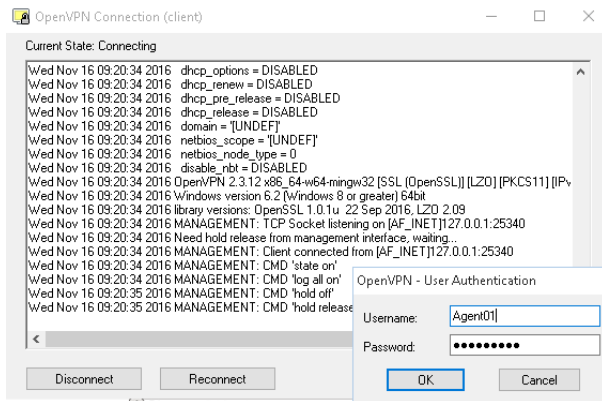 OpenVPN Connection (client)
Current State: Connecting
Wed Nov 16 09:20:34 2016 dhcp_options = DISABLED
Wed Nov 16 09:20:34 2016 dhcp_renew = DISABLED
Wed Nov 16 09:20:34 2016 dhcp_pre_release = DISABLED
Wed Nov 16 09:20:34 2016 dhcp_release = DISABLED
Wed Nov 16 09:20:34 2016 domain = '[UNDEF]'
Wed Nov 16 09:20:34 2016 netbios_scope = '[UNDEF]'
Wed Nov 16 09:20:34 2016 netbios_node_type = 0
Wed Nov 16 09:20:34 2016 disable_nbt = DISABLED
Wed Nov 16 09:20:34 2016 OpenVPN 2.3.12 x86_64-w64-mingw32 [SSL (OpenSSL)] [LZO] [PKCS11] [IPv
Wed Nov 16 09:20:34 2016 Windows version 6.2 (Windows 8 or greater) 64bit
Wed Nov 16 09:20:34 2016 library versions: OpenSSL 1.0.1u 22 Sep 2016, LZO 2.09
Wed Nov 16 09:20:34 2016 MANAGEMENT: TCP Socket listening on [AF_INET]127.0.0.1:25340
Wed Nov 16 09:20:34 2016 Need hold release from management interface, waiting...
Wed Nov 16 09:20:34 2016 MANAGEMENT: Client connected from [AF_INET]127.0.0.1:25340
Wed Nov 16 09:20:34 2016 MANAGEMENT: CMD 'state on'
Wed Nov 16 09:20:34 2016 MANAGEMENT: CMD 'log all on'
Wed Nov 16 09:20:35 2016 MANAGEMENT: CMD 'hold off'
Wed Nov 16 09:20:35 2016 MANAGEMENT: CMD 'hold release
OpenVPN - User Authentication
Username: Agent01
Password: ●●●●●●●●●
OK Cancel
Disconnect Reconnect